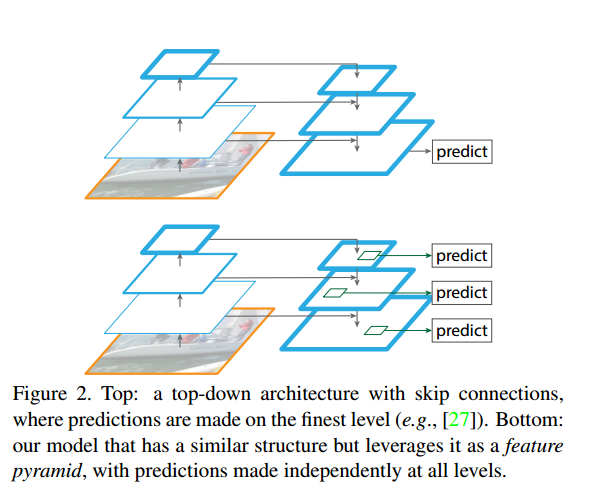 predict
predict
predict
predict
Figure 2. Top: a top-down architecture with skip connections,
where predictions are made on the finest level (e.g., [27]). Bottom:
our model that has a similar structure but leverages it as a feature
pyramid, with predictions made independently at all levels.